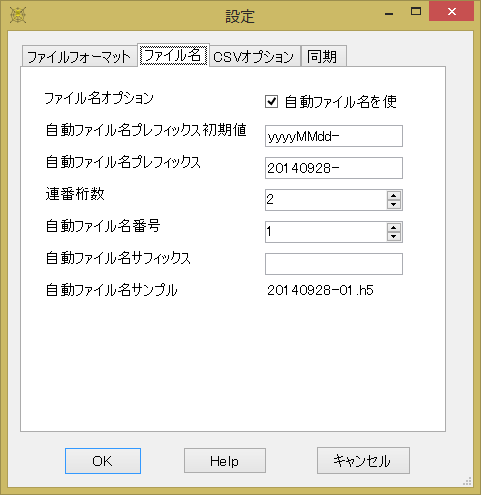 設定
ファイルフォーマット ファイル名 CSVオプション 同期
ファイル名オプション 自動ファイル名を使
自動ファイル名プレフィックス初期値 yyyyMMdd-
自動ファイル名プレフィックス 20140928-
連番桁数 2
自動ファイル名番号 1
自動ファイル名サフィックス
自動ファイル名サンプル 20140928-01.h5
OK Help キャンセル